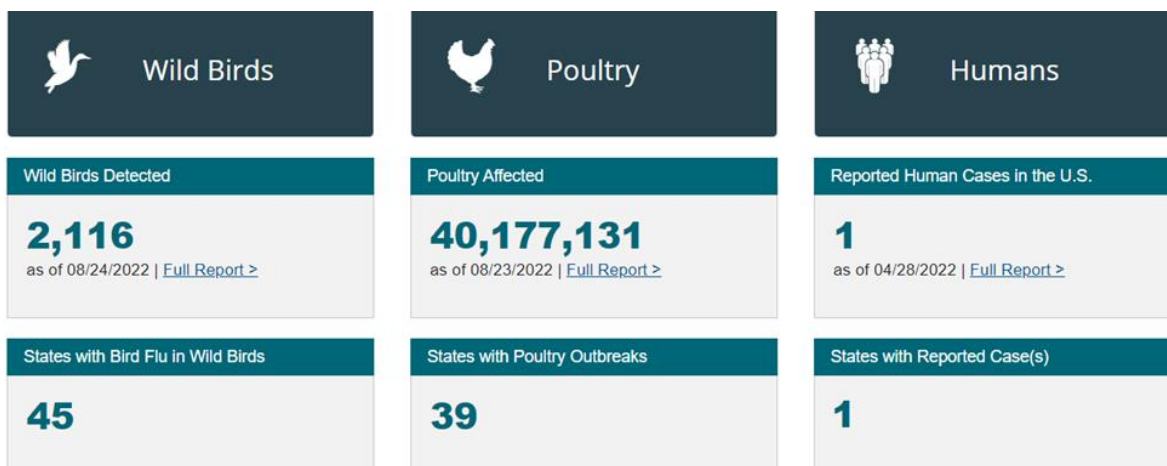 Wild Birds
Poultry
Humans
Wild Birds Detected
2,116
as of 08/24/2022 | Full Report >
Poultry Affected
40,177,131
as of 08/23/2022 | Full Report >
Reported Human Cases in the U.S.
1
as of 04/28/2022 | Full Report >
States with Bird Flu in Wild Birds
45
States with Poultry Outbreaks
39
States with Reported Case(s)
1